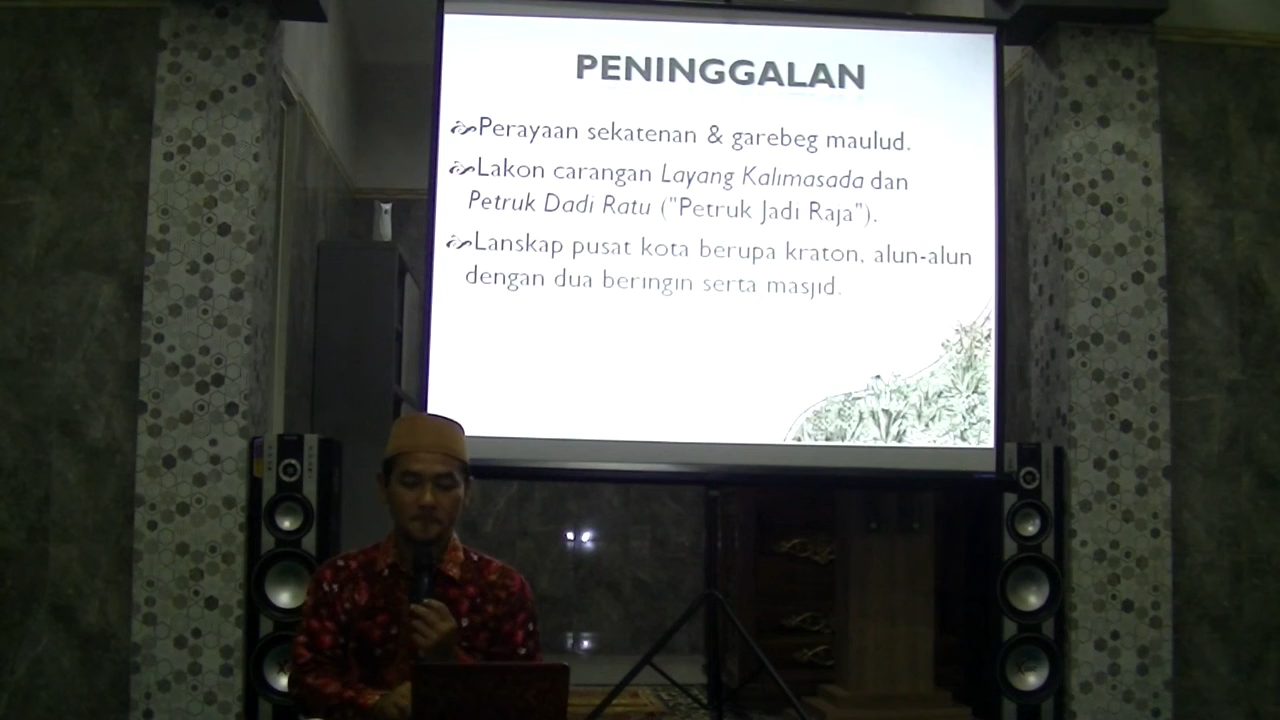 PENINGGALAN
Perayaan sekatenan & garebeg maulud.
Lakon carangan Layang Kalimasada dan
Petruk Dadi Ratu ("Petruk Jadi Raja").
Lanskap pusat kota berupa kraton, alun-alun
dengan dua beringin serta masjid.